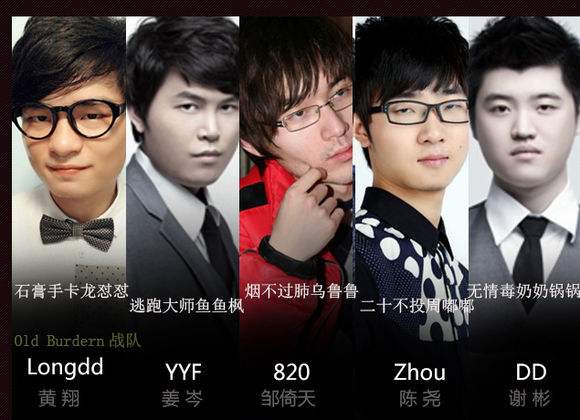 石膏手卡龙怼怼
逃跑大师鱼鱼枫
烟不过肺乌鲁鲁
二十不投周嘟嘟
无情毒奶奶锅锅
Old Burdern 战队
Longdd
YYF
820
Zhou
DD
黄翔
姜岑
邹倚天
陈尧
谢彬